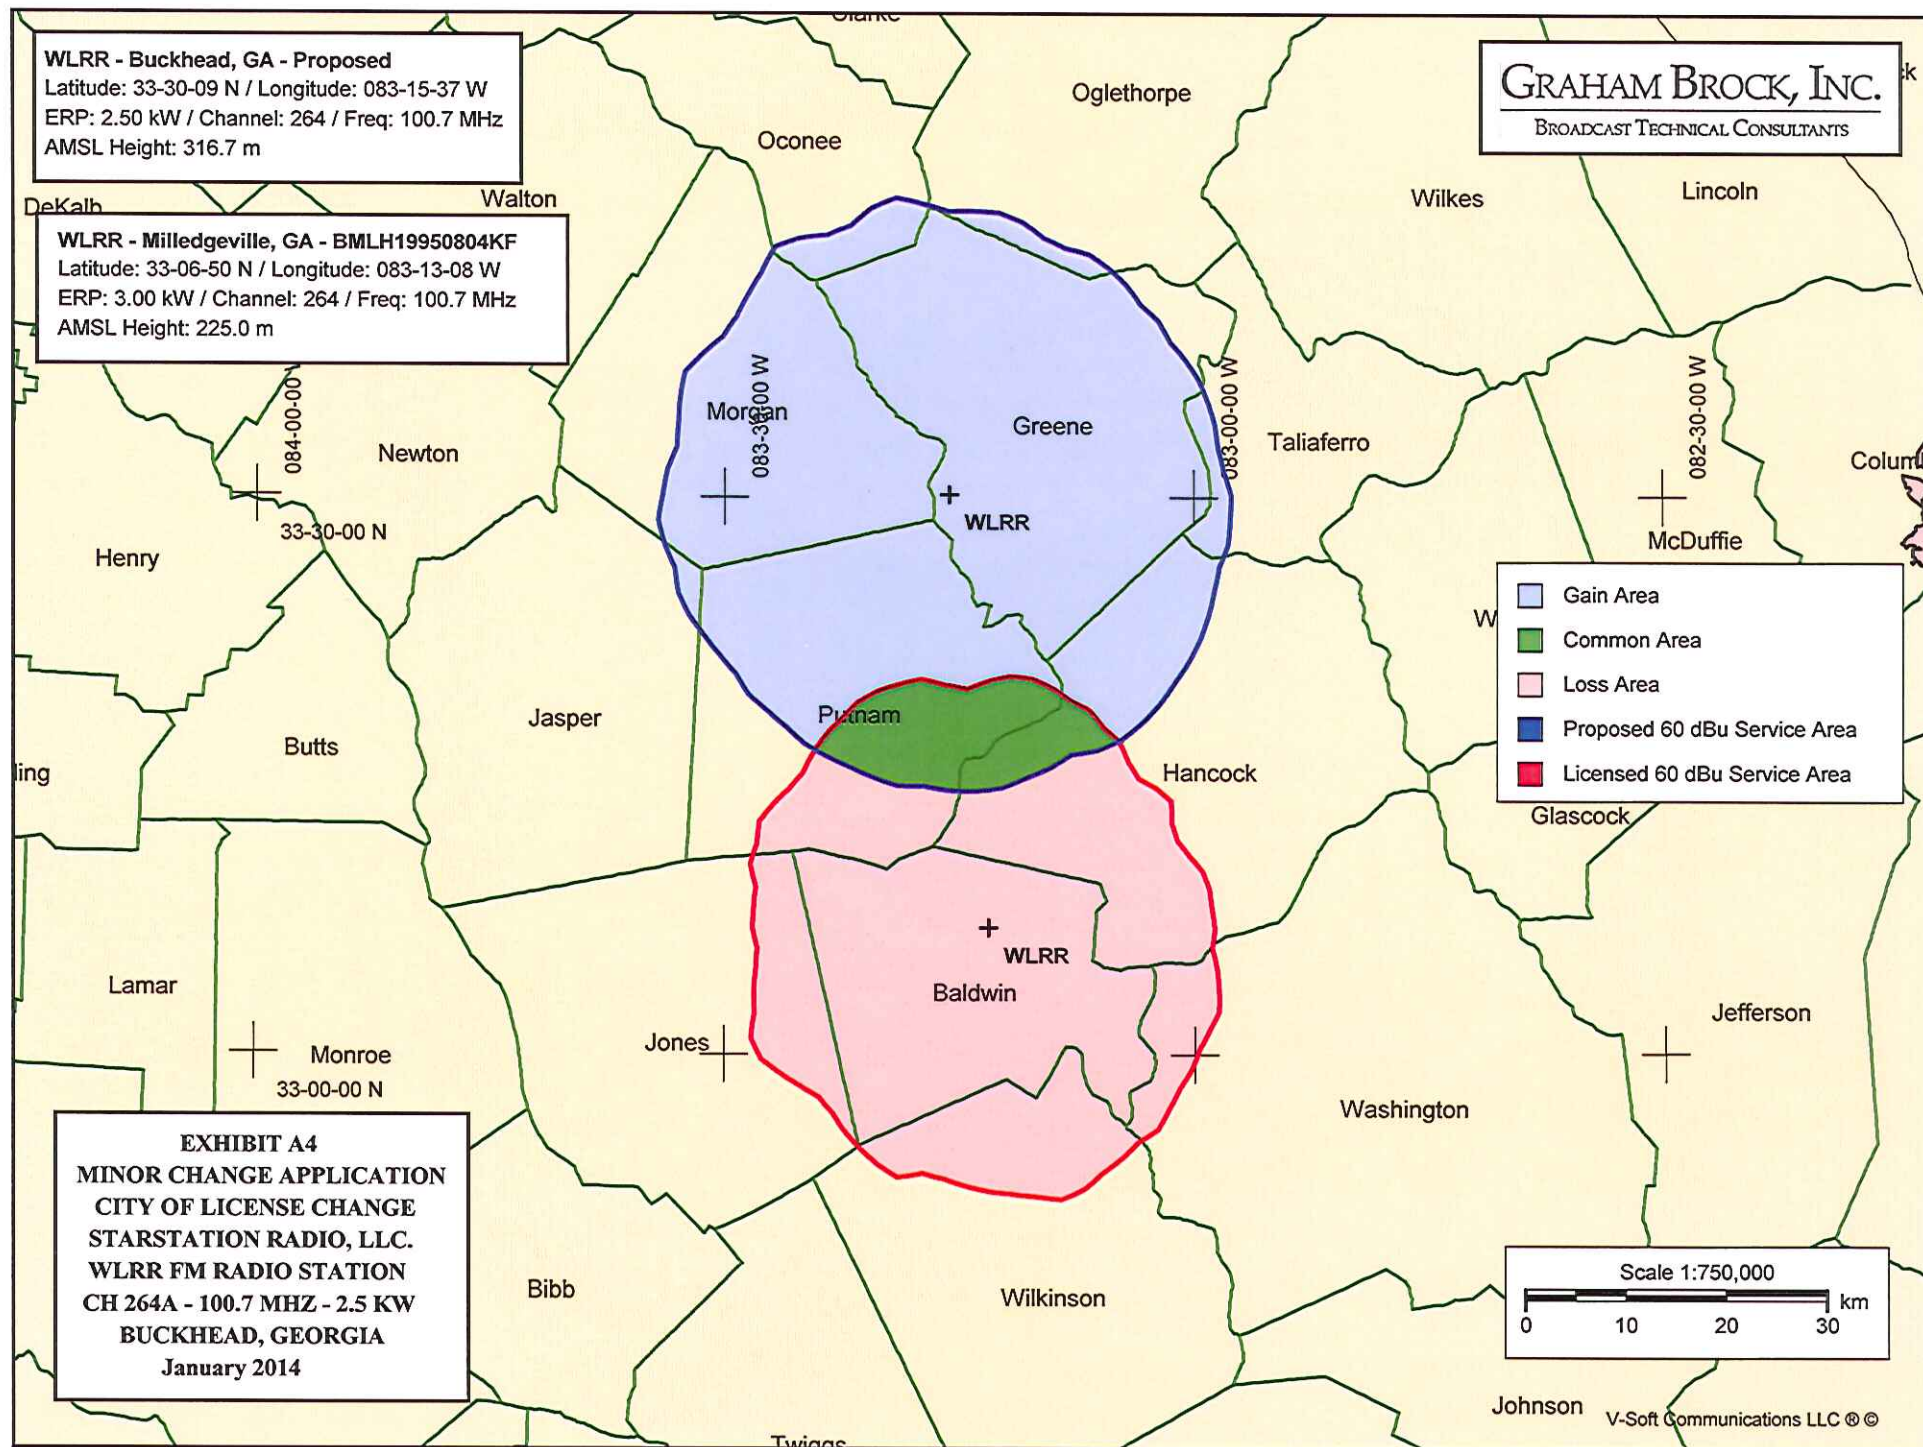 WLRR - Buckhead, GA - Proposed
Latitude: 33-30-09 N / Longitude: 083-15-37 W
ERP: 2.50 kW / Channel: 264 / Freq: 100.7 MHz
AMSL Height: 316.7 m
WLRR - Milledgeville, GA - BMLH19950804KF
Latitude: 33-06-50 N / Longitude: 083-13-08 W
ERP: 3.00 kW / Channel: 264 / Freq: 100.7 MHz
AMSL Height: 225.0 m
GRAHAM BROCK, INC.
BROADCAST TECHNICAL CONSULTANTS
Clarke
Oglethorpe
Oconee
Walton
Wilkes
Lincoln
DeKalb
084-00-00
083-30-00 W
083-00-00 W
082-30-00 W
Morgan
Greene
Newton
Taliaferro
WLRR
33-30-00 N
Henry
McDuffie
Gain Area
Common Area
Loss Area
Proposed 60 dBu Service Area
Licensed 60 dBu Service Area
Putnam
Jasper
Butts
Hancock
Glascock
WLRR
Baldwin
Lamar
Jones
Monroe
33-00-00 N
Jefferson
Washington
EXHIBIT A4
MINOR CHANGE APPLICATION
CITY OF LICENSE CHANGE
STARSTATION RADIO, LLC.
WLRR FM RADIO STATION
CH 264A - 100.7 MHZ - 2.5 KW
BUCKHEAD, GEORGIA
January 2014
Bibb
Wilkinson
Scale 1:750,000
km
0 10 20 30
Johnson
V-Soft Communications LLC ® ©
Twiggs